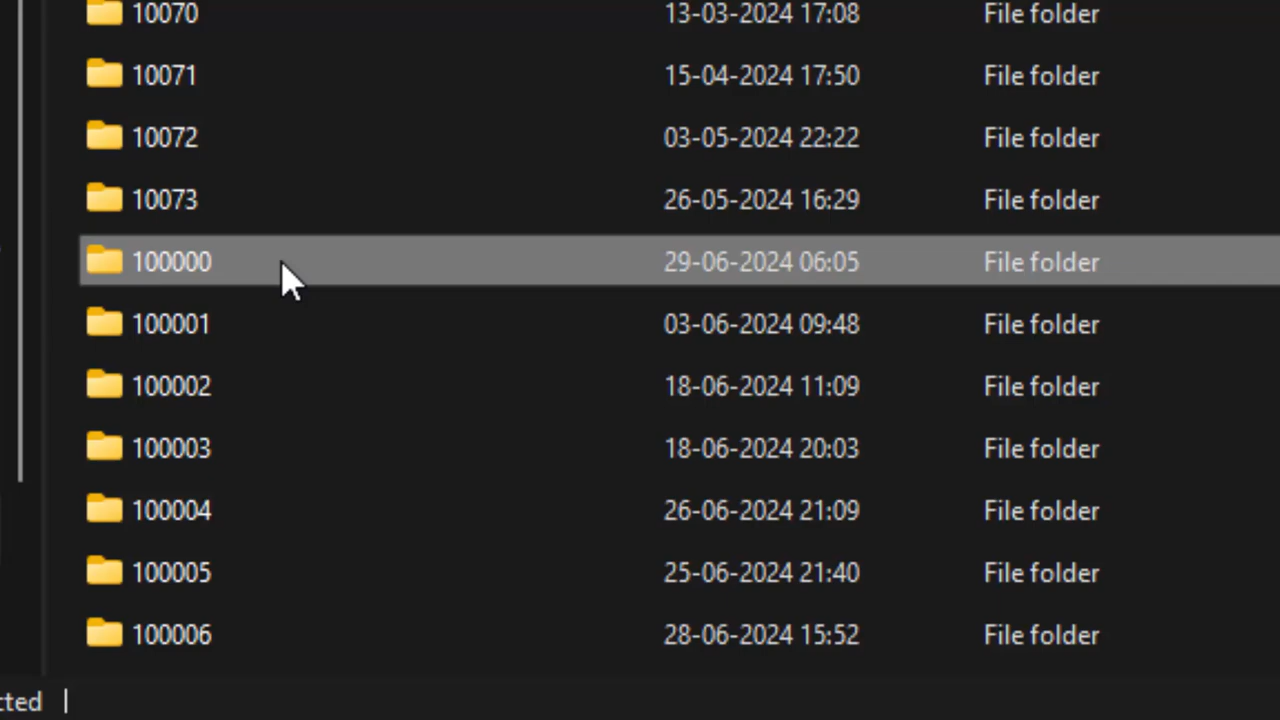 10070 13-03-2024 17:08 File folder
10071 15-04-2024 17:50 File folder
10072 03-05-2024 22:22 File folder
10073 26-05-2024 16:29 File folder
100000 29-06-2024 06:05 File folder
100001 03-06-2024 09:48 File folder
100002 18-06-2024 11:09 File folder
100003 18-06-2024 20:03 File folder
100004 26-06-2024 21:09 File folder
100005 25-06-2024 21:40 File folder
100006 28-06-2024 15:52 File folder
cted